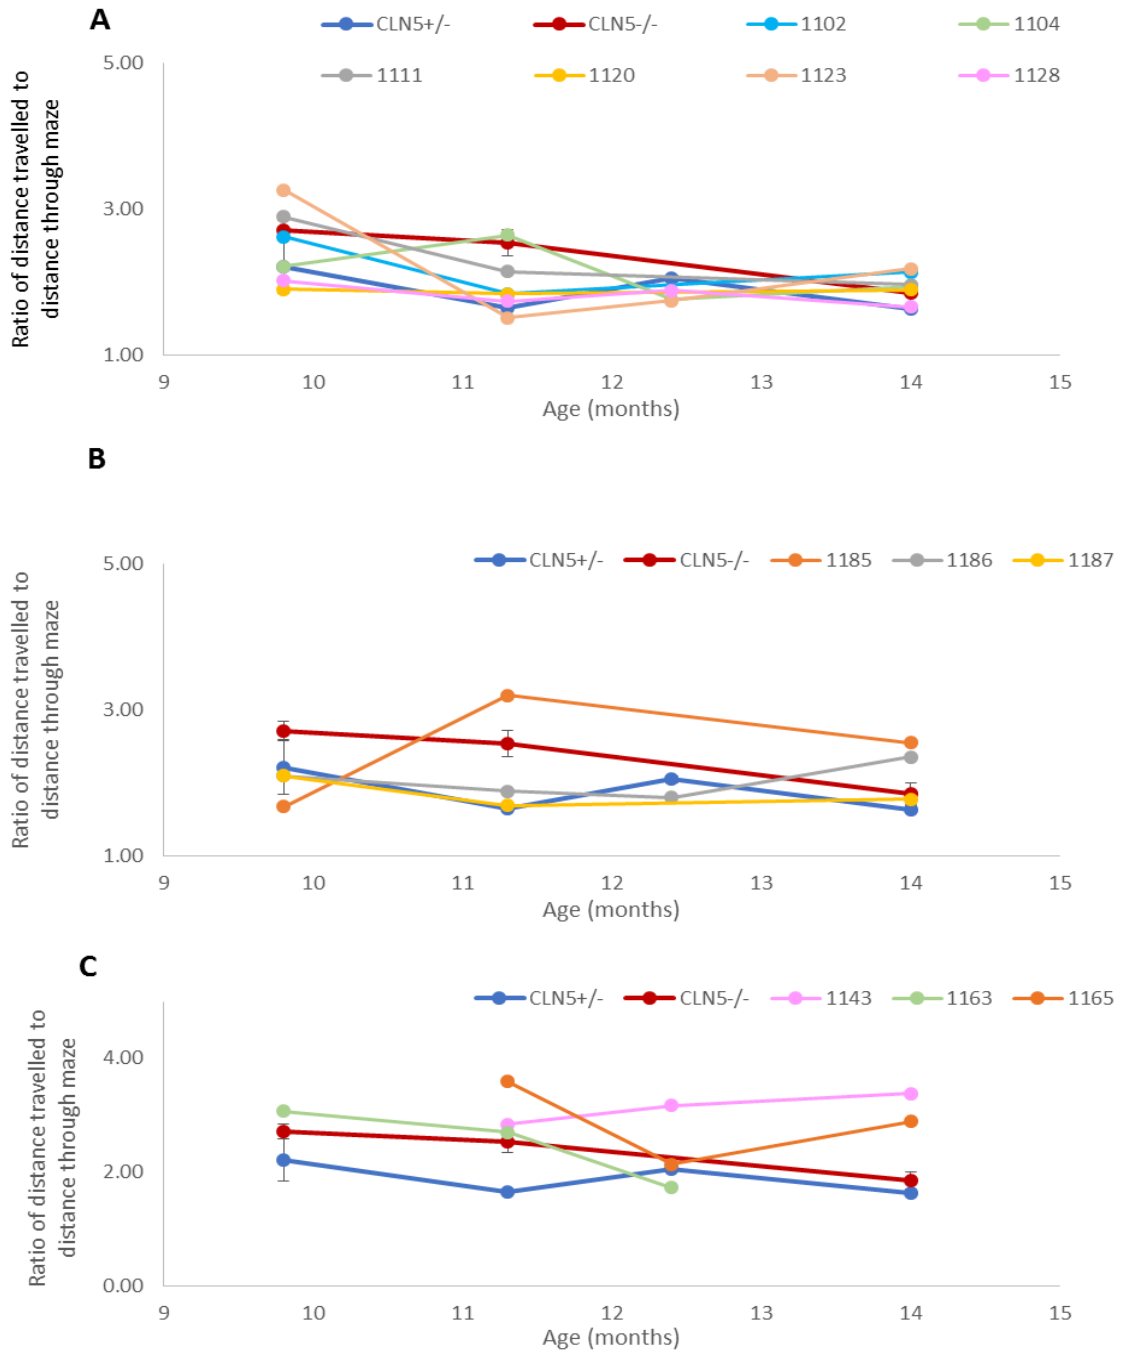 A
CLN5+/- CLN5-/- 1102 1104
1111 1120 1123 1128
Ratio of distance travelled to
distance through maze
5.00
3.00
1.00
9 10 11 12 13 14 15
Age (months)
B
CLN5+/- CLN5-/- 1185 1186 1187
Ratio of distance travelled to
distance through maze
5.00
3.00
1.00
9 10 11 12 13 14 15
Age (months)
C
CLN5+/- CLN5-/- 1143 1163 1165
Ratio of distance travelled to
distance through maze
4.00
2.00
0.00
9 10 11 12 13 14 15
Age (months)